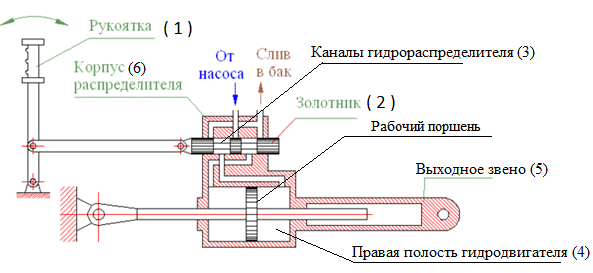 Рукоятка (1)
Каналы гидрораспределителя (3)
Корпус (6)
распределителя
От
насоса
Слив
в бак
Золотник (2)
Рабочий поршень
Выходное звено (5)
Правая полость гидродвигателя (4)